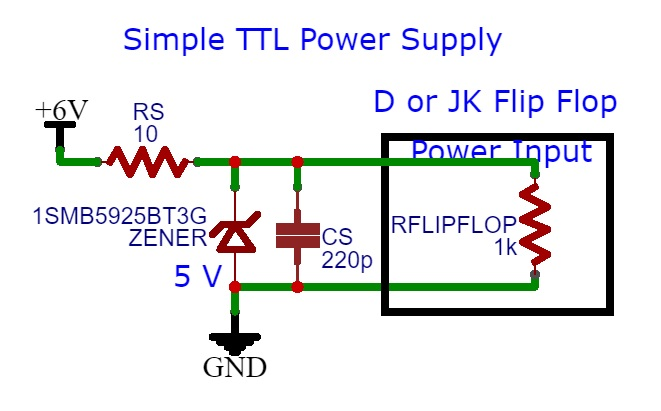 Simple TTL Power Supply
D or JK Flip Flop
Power Input
+6V
RS
10
1SMB5925BT3G
ZENER
5 V
CS
220p
RFLIPFLOP
1k
GND